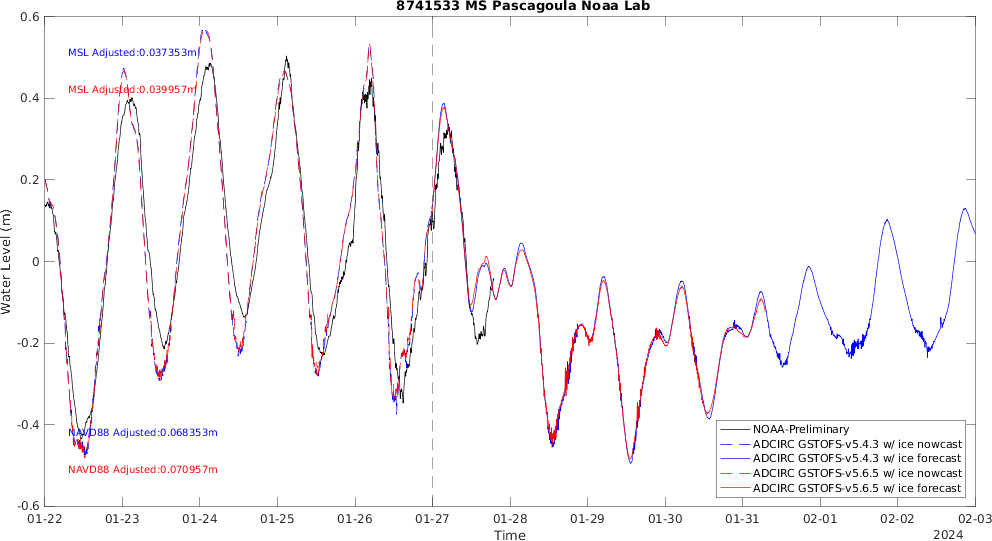 8741533 MS Pascagoula Noaa Lab
0.6
0.4
0.2
0
-0.2
-0.4
-0.6
Water Level (m)
MSL Adjusted:0.037353m
MSL Adjusted:0.039957m
NAVD88 Adjusted:0.068353m
NAVD88 Adjusted:0.070957m
NOAA-Preliminary
ADCIRC GSTOFS-v5.4.3 w/ ice nowcast
ADCIRC GSTOFS-v5.4.3 w/ ice forecast
ADCIRC GSTOFS-v5.6.5 w/ ice nowcast
ADCIRC GSTOFS-v5.6.5 w/ ice forecast
01-22 01-23 01-24 01-25 01-26 01-27 01-28 01-29 01-30 01-31 02-01 02-02 02-03
Time
2024